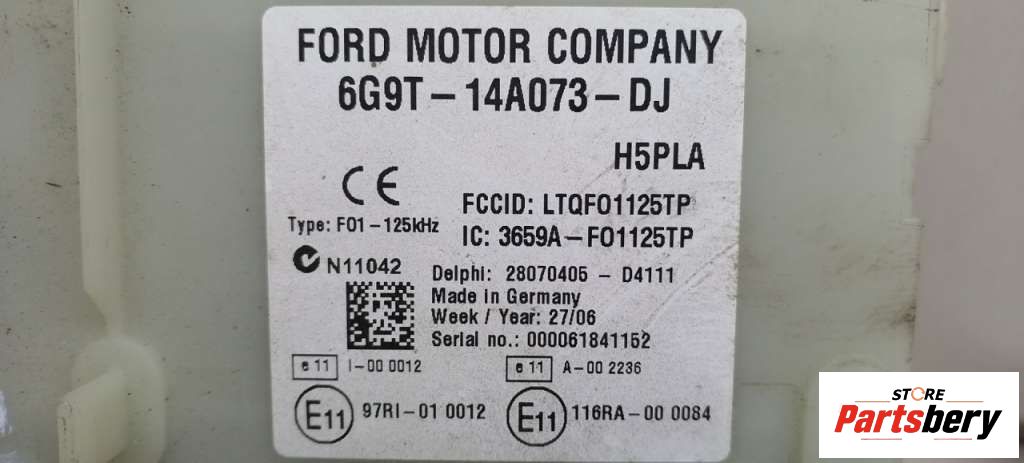 FORD MOTOR COMPANY
6G9T-14A073-DJ
H5PLA
CE
FCCID: LTQFO1125TP
Type: FO1-125kHz
IC: 3659A-FO1125TP
N11042
Delphi: 28070405 - D4111
Made in Germany
Week / Year: 27/06
Serial no.: 000061841152
e 11 I-00 0012
e 11 A-00 2236
E11 97RI-01 0012
E11 116RA-00 0084
STORE
Partsbery